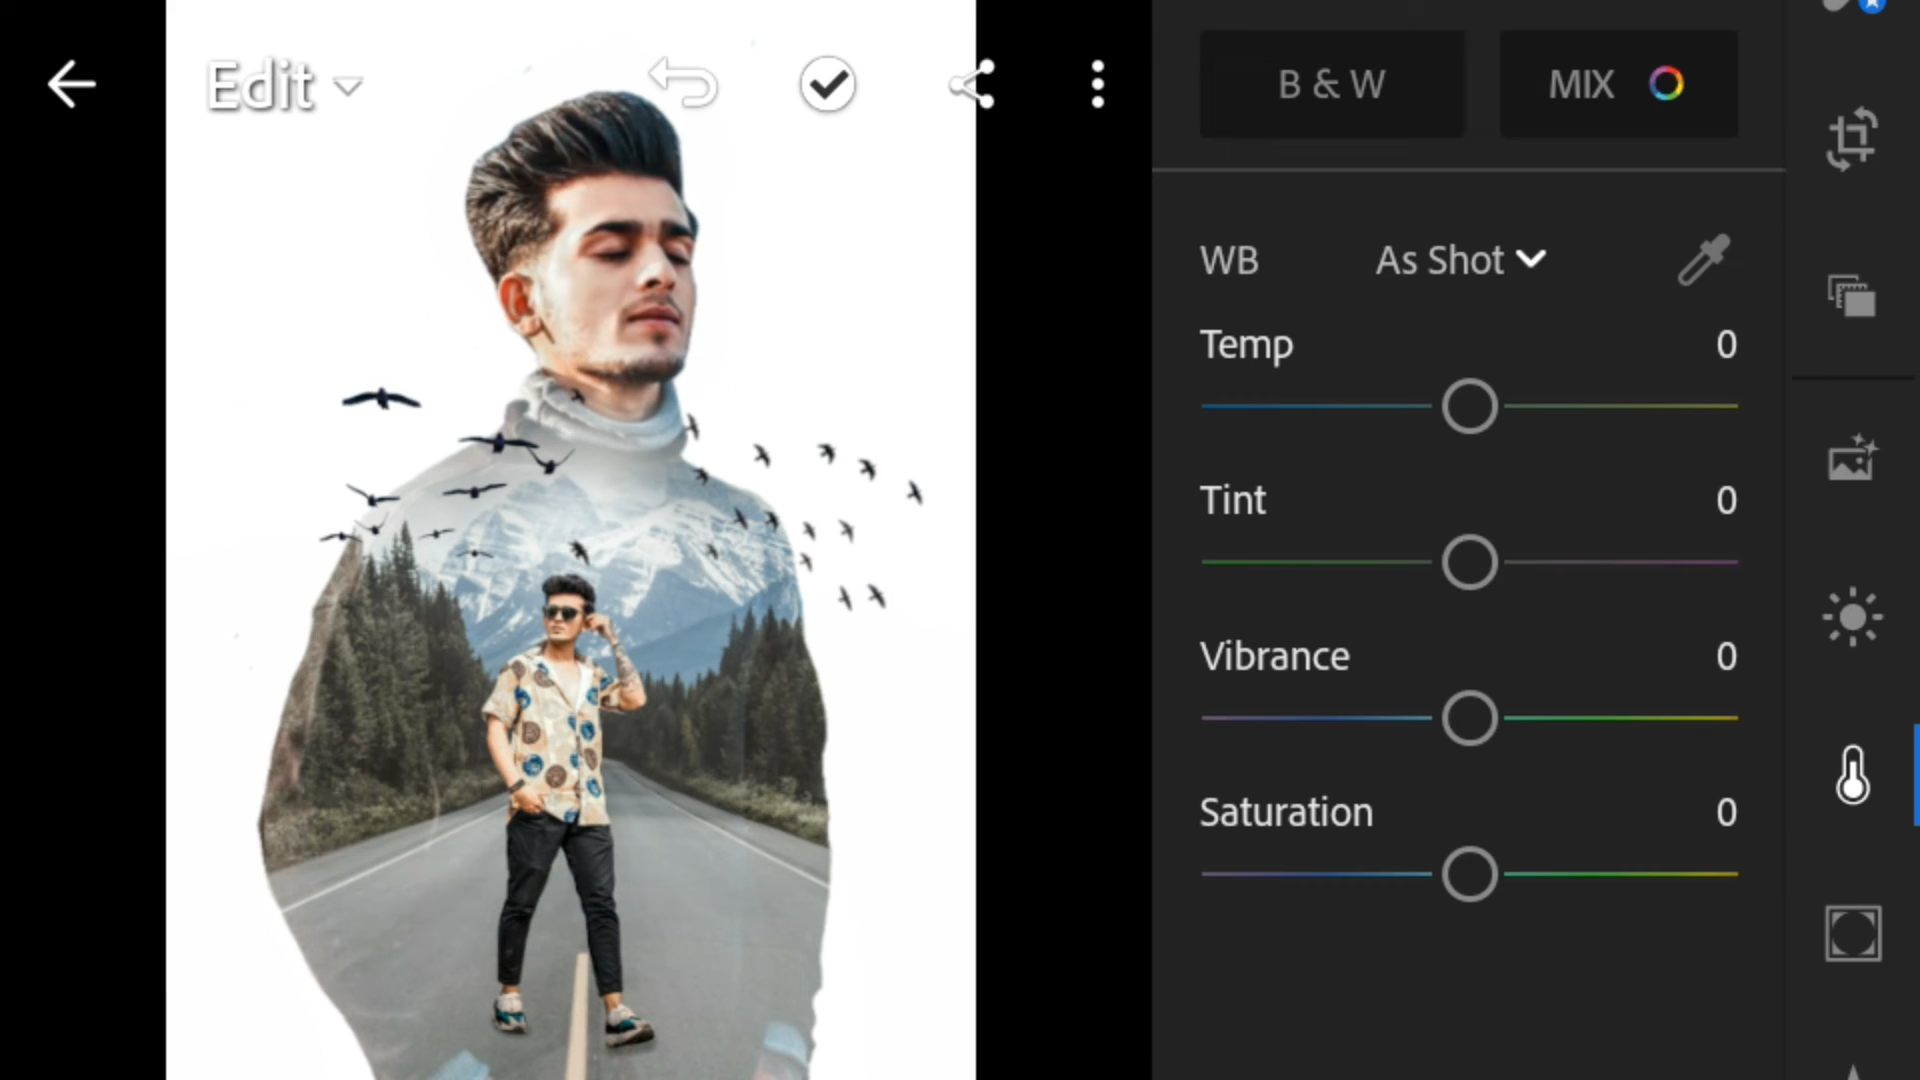 Edit
B & W
MIX
WB
As Shot
Temp
0
Tint
0
Vibrance
0
Saturation
0